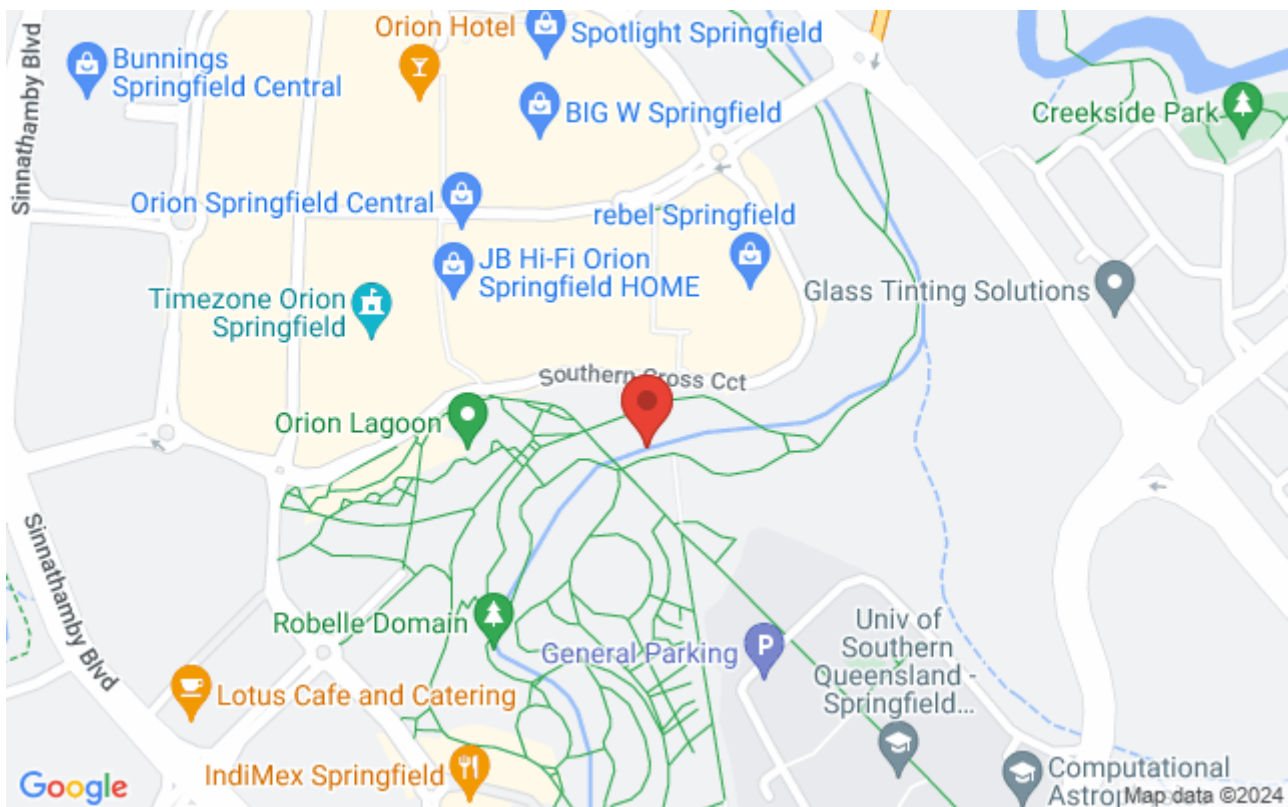 Orion Hotel
Spotlight Springfield
Bunnings
Springfield Central
Sinnathamby Blvd
BIG W Springfield
Creekside Park
Orion Springfield Central
rebel Springfield
JB Hi-Fi Orion
Springfield HOME
Glass Tinting Solutions
Timezone Orion
Springfield
Southern Cross Cct
Orion Lagoon
Sinnathamby Blvd
Robelle Domain
General Parking
P
Univ of
Southern
Queensland -
Springfield...
Lotus Cafe and Catering
IndiMex Springfield
Computational
Google
Map data ©2024